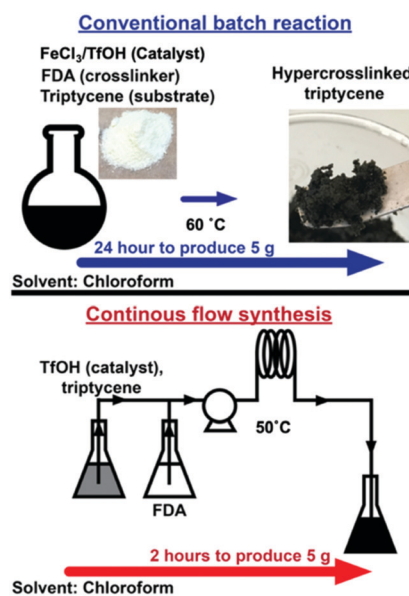 Conventional batch reaction
FeCl₃/TfOH (Catalyst)
FDA (crosslinker)
Triptycene (substrate)
Hypercrosslinked
triptycene
60 ˚C
24 hour to produce 5 g
Solvent: Chloroform
Continous flow synthesis
TfOH (catalyst),
triptycene
50˚C
FDA
2 hours to produce 5 g
Solvent: Chloroform